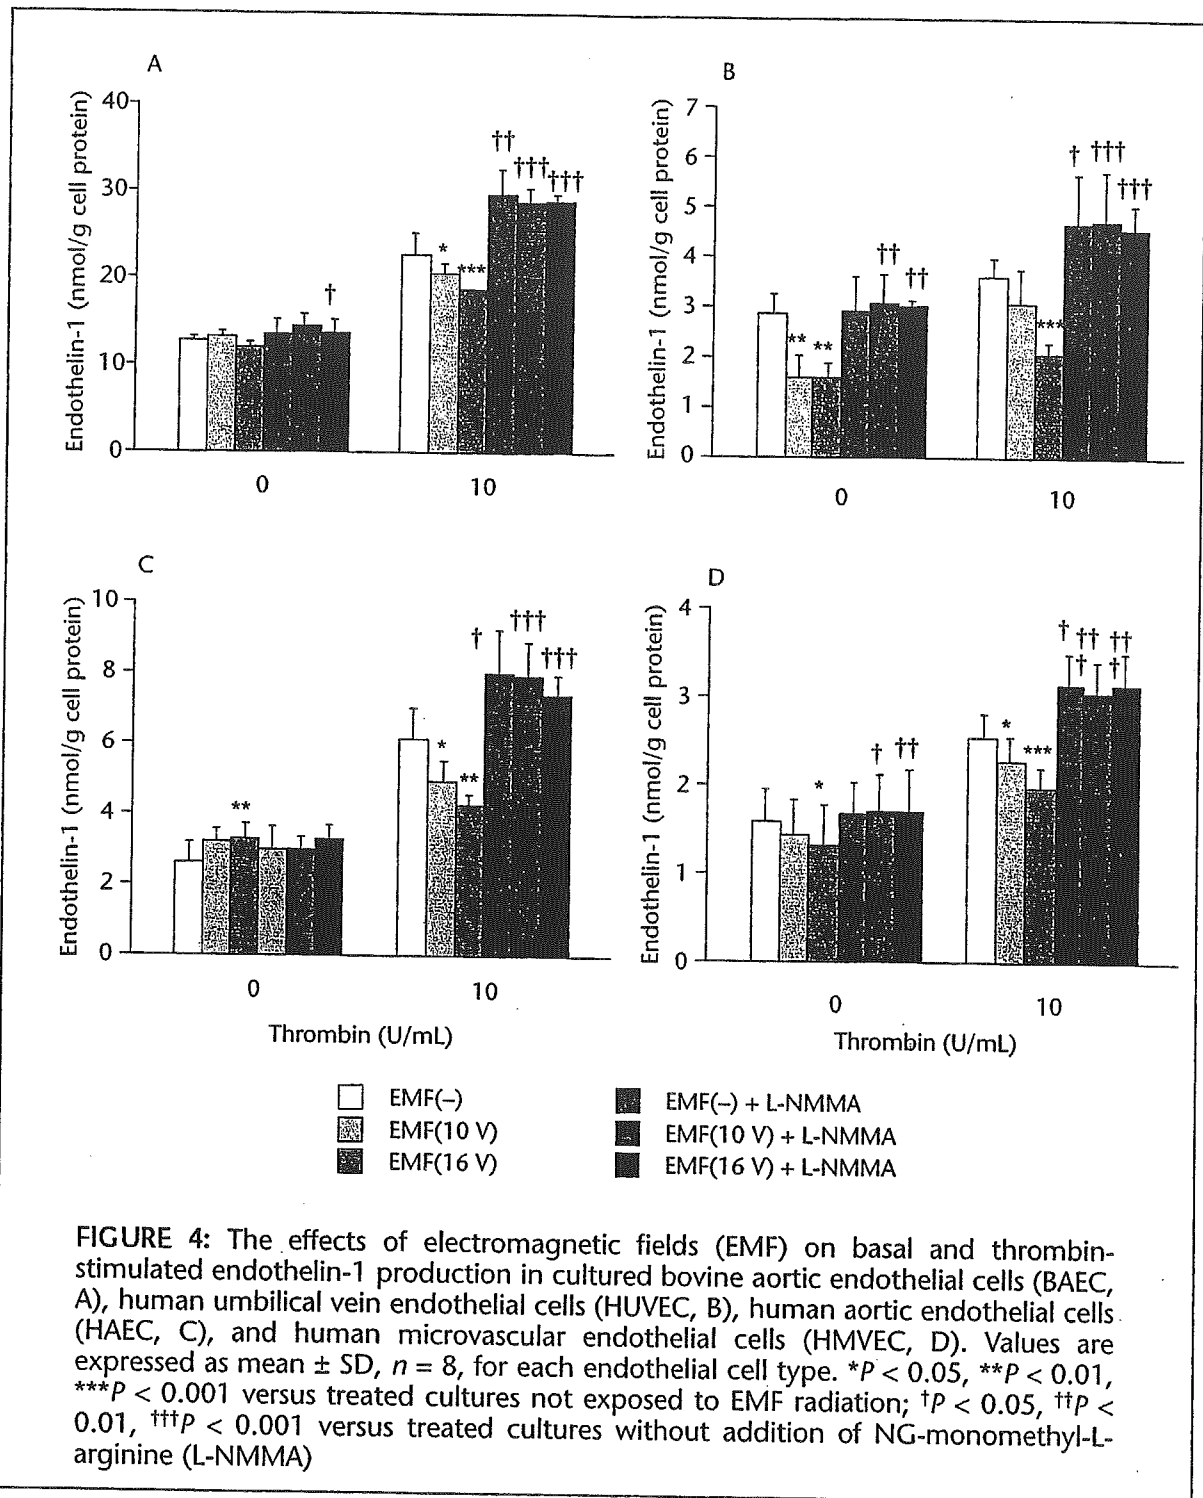 A
Endothelin-1 (nmol/g cell protein)
40
30
20
10
0
†
*
***
††
†††
†††
0
10
B
Endothelin-1 (nmol/g cell protein)
7
6
5
4
3
2
1
0
**
**
††
††
***
†
†††
†††
0
10
C
Endothelin-1 (nmol/g cell protein)
10
8
6
4
2
0
**
*
**
†
†††
†††
0
10
Thrombin (U/mL)
D
Endothelin-1 (nmol/g cell protein)
4
3
2
1
0
*
†
††
*
***
†
††
†
††
†
0
10
Thrombin (U/mL)
EMF(–)
EMF(10 V)
EMF(16 V)
EMF(–) + L-NMMA
EMF(10 V) + L-NMMA
EMF(16 V) + L-NMMA
FIGURE 4: The effects of electromagnetic fields (EMF) on basal and thrombin-
stimulated endothelin-1 production in cultured bovine aortic endothelial cells (BAEC,
A), human umbilical vein endothelial cells (HUVEC, B), human aortic endothelial cells
(HAEC, C), and human microvascular endothelial cells (HMVEC, D). Values are
expressed as mean ± SD, n = 8, for each endothelial cell type. *P < 0.05, **P < 0.01,
***P < 0.001 versus treated cultures not exposed to EMF radiation; †P < 0.05, ††P <
0.01, †††P < 0.001 versus treated cultures without addition of NG-monomethyl-L-
arginine (L-NMMA)